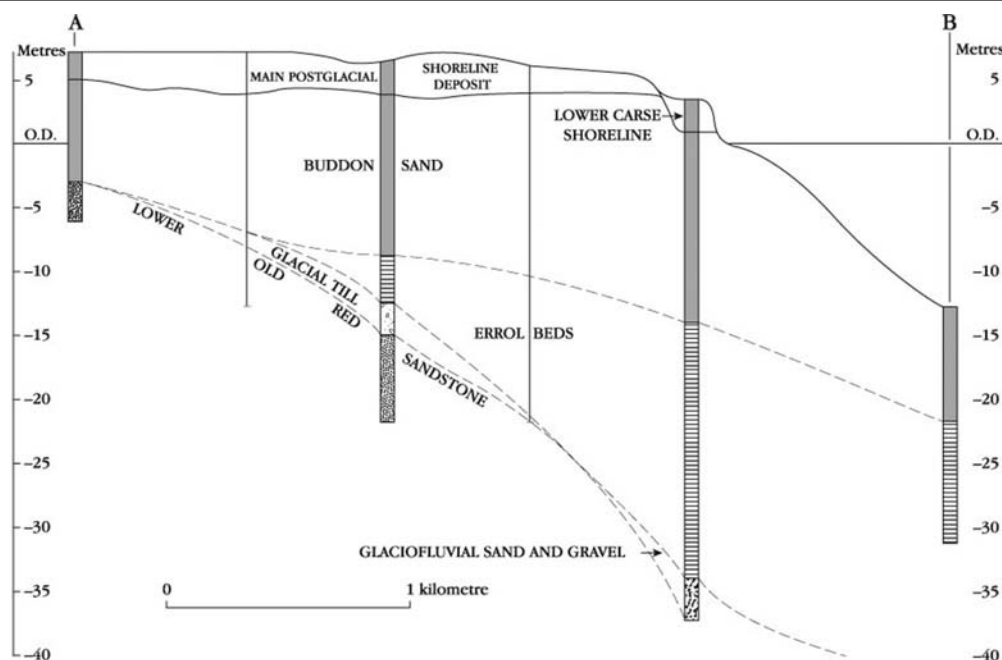 A
B
Metres
Metres
MAIN POSTGLACIAL
SHORELINE
DEPOSIT
5
5
LOWER CARSE
SHORELINE
O.D.
O.D.
BUDDON SAND
–5
–5
LOWER
GLACIAL TILL
OLD
–10
–10
RED
–15
–15
ERROL BEDS
SANDSTONE
–20
–20
–25
–25
–30
–30
GLACIOFLUVIAL SAND AND GRAVEL
0
1 kilometre
–35
–35
–40
–40